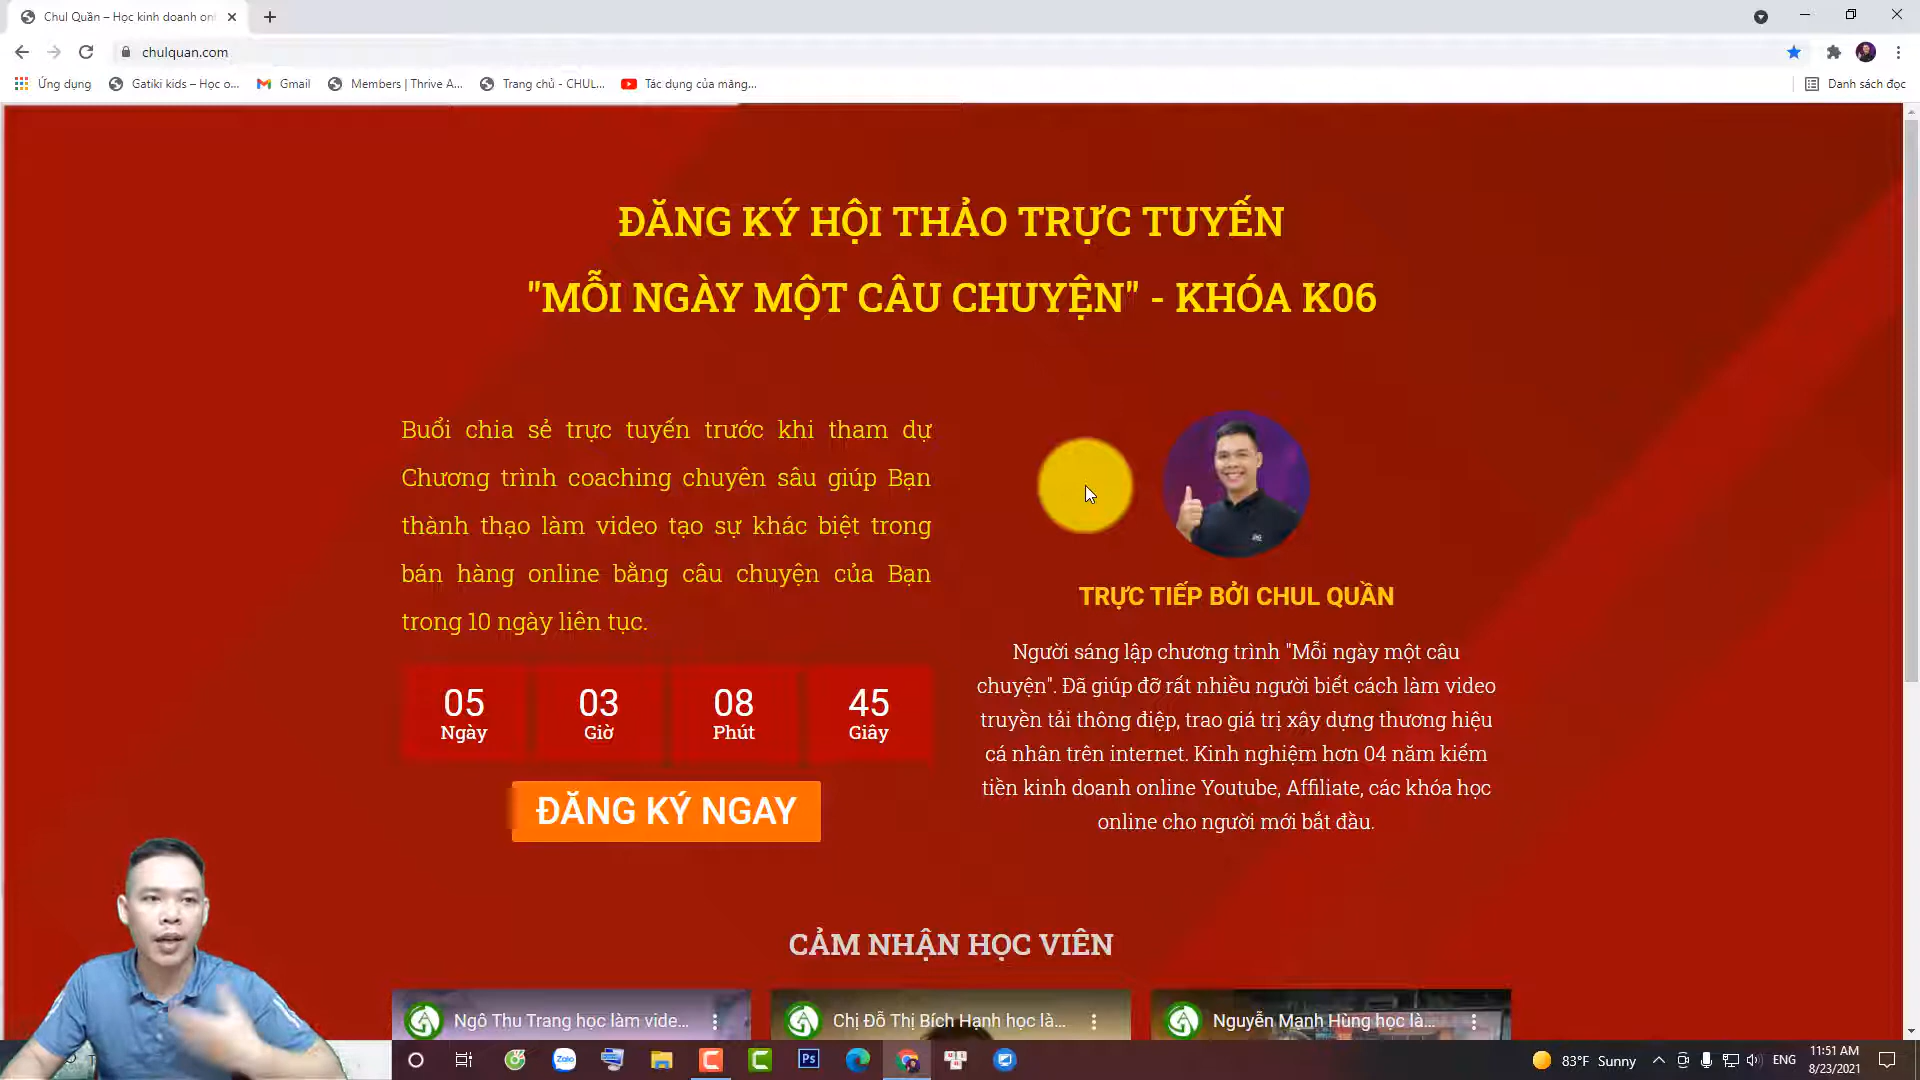 Chul Quần – Học kinh doanh onl
chulquan.com
Ứng dụng
Gatiki kids – Học o...
Gmail
Members | Thrive A...
Trang chủ - CHUL...
Tác dụng của măng...
Danh sách đọc
ĐĂNG KÝ HỘI THẢO TRỰC TUYẾN
"MỖI NGÀY MỘT CÂU CHUYỆN" - KHÓA K06
Buổi chia sẻ trực tuyến trước khi tham dự
Chương trình coaching chuyên sâu giúp Bạn
thành thạo làm video tạo sự khác biệt trong
bán hàng online bằng câu chuyện của Bạn
trong 10 ngày liên tục.
05 03 08 45
Ngày Giờ Phút Giây
ĐĂNG KÝ NGAY
TRỰC TIẾP BỞI CHUL QUẦN
Người sáng lập chương trình "Mỗi ngày một câu
chuyện". Đã giúp đỡ rất nhiều người biết cách làm video
truyền tải thông điệp, trao giá trị xây dựng thương hiệu
cá nhân trên internet. Kinh nghiệm hơn 04 năm kiếm
tiền kinh doanh online Youtube, Affiliate, các khóa học
online cho người mới bắt đầu.
CẢM NHẬN HỌC VIÊN
Ngô Thu Trang học làm vide...
Chị Đỗ Thị Bích Hạnh học là...
Nguyễn Mạnh Hùng học là...
Zalo
Ps
83°F Sunny
ENG
11:51 AM
8/23/2021